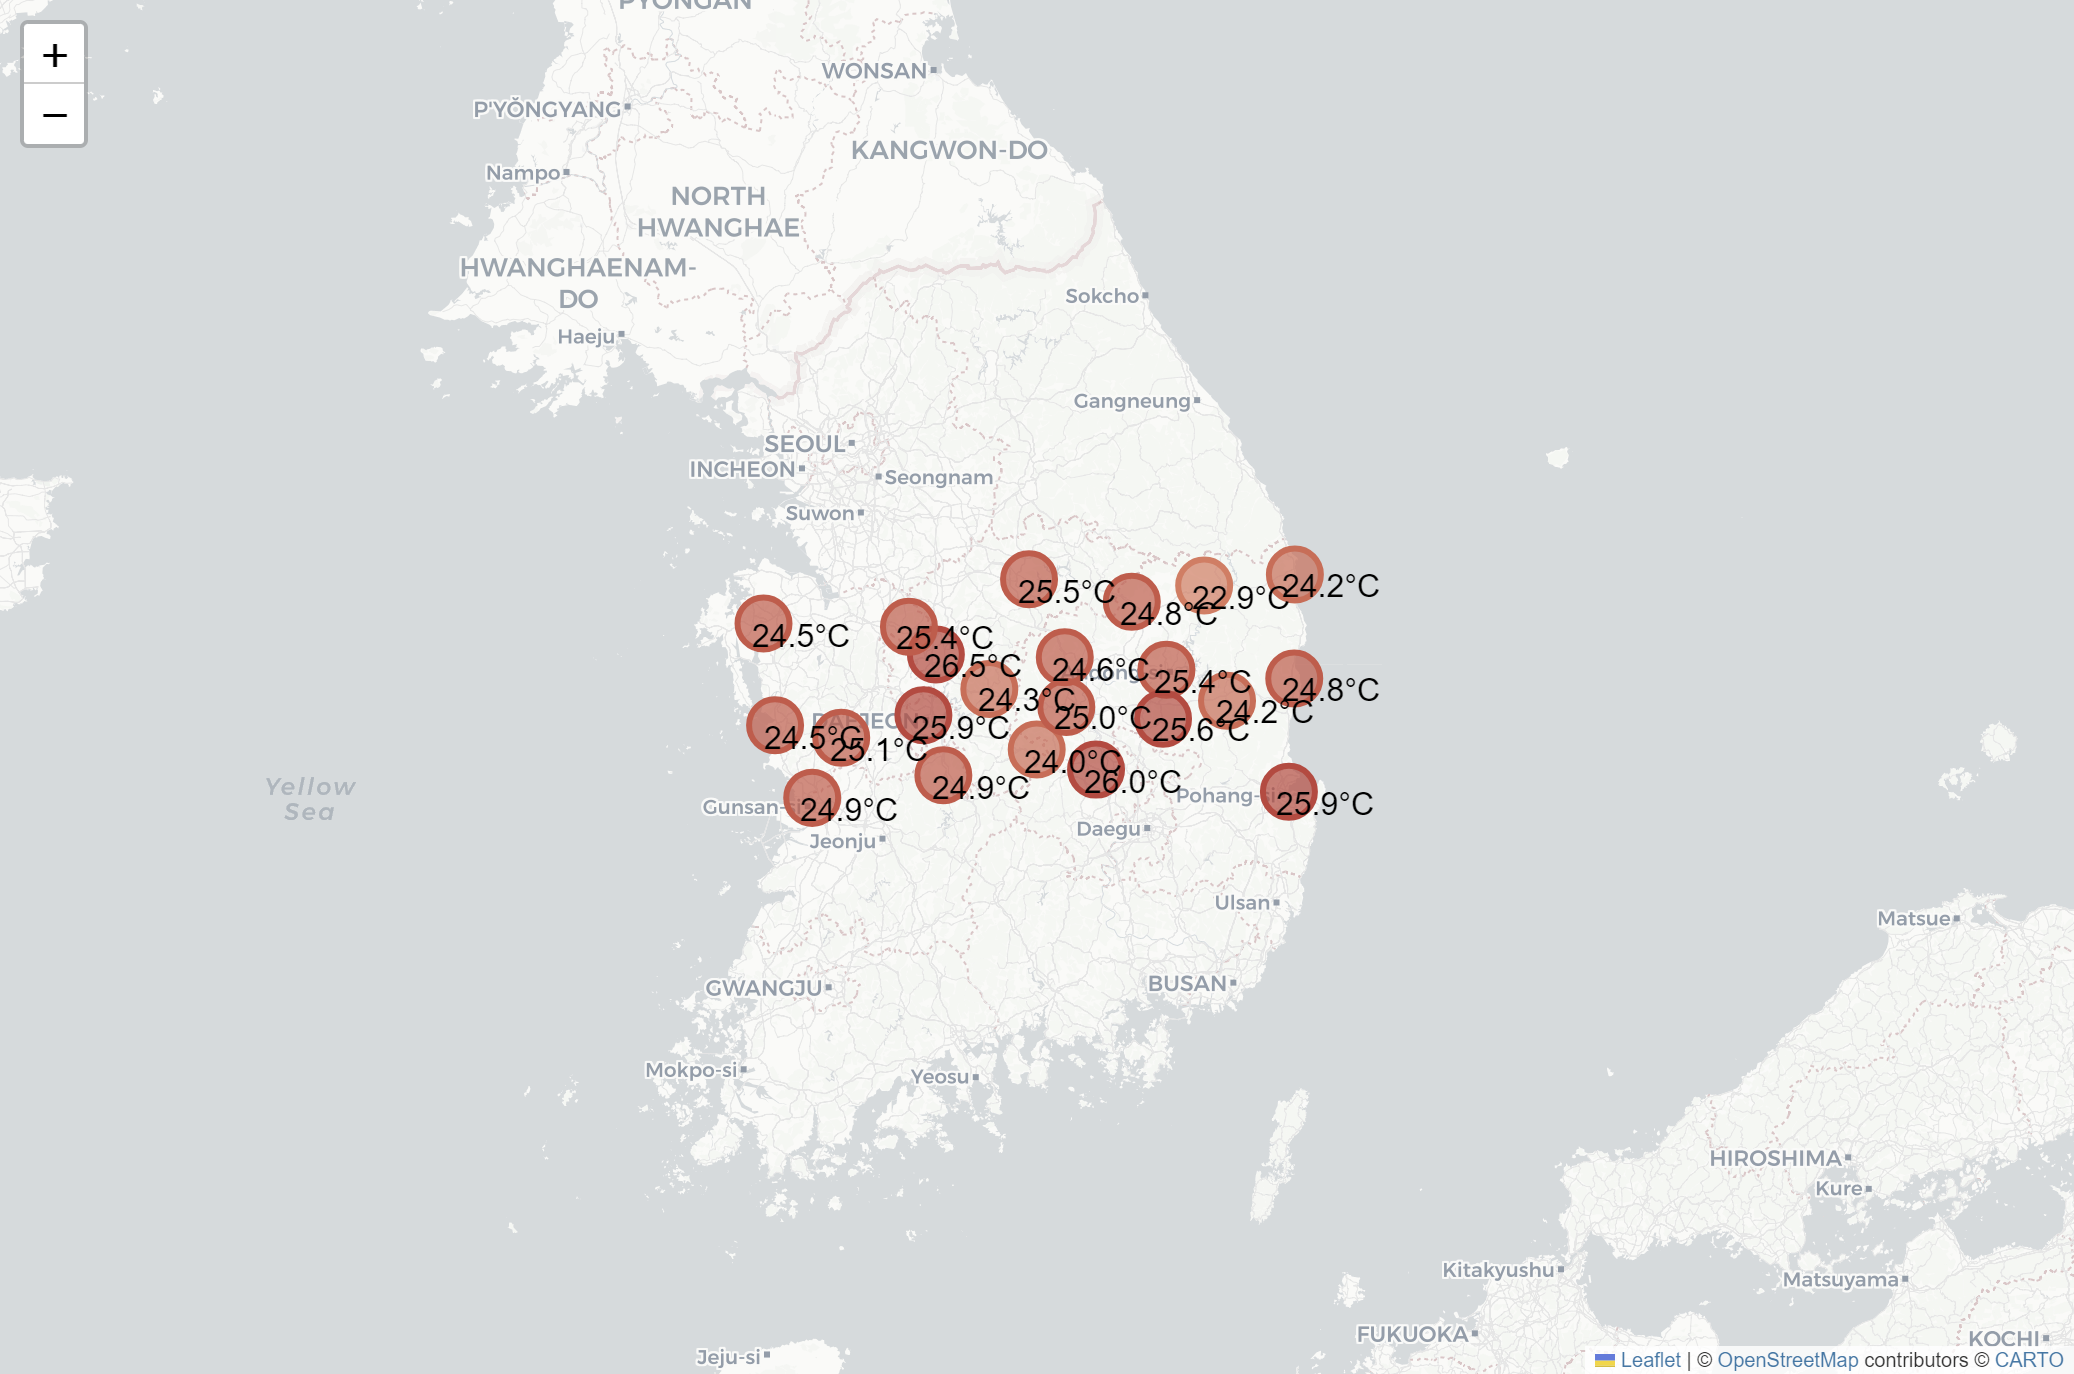 PYONGAN
+
−
WONSAN
P'YŎNGYANG
KANGWON-DO
Nampo
NORTH
HWANGHAE
HWANGHAENAM-
DO
Sokcho
Haeju
Gangneung
SEOUL
INCHEON
Seongnam
Suwon
25.5°C
24.8°C
22.9°C
24.2°C
24.5°C
25.4°C
26.5°C
24.6°C
25.4°C
24.8°C
24.3°C
25.0°C
24.2°C
DAEJEON
25.9°C
25.6°C
24.5°C
25.1°C
24.0°C
26.0°C
24.9°C
Yellow
Sea
Gunsan-si
24.9°C
Pohang-si
25.9°C
Daegu
Jeonju
Ulsan
Matsue
GWANGJU
BUSAN
Mokpo-si
Yeosu
HIROSHIMA
Kure
Kitakyushu
Matsuyama
FUKUOKA
KOCHI
Jeju-si
Leaflet | © OpenStreetMap contributors © CARTO